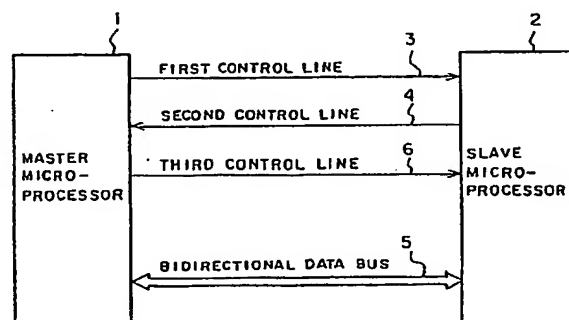 1
2
3
FIRST CONTROL LINE
4
SECOND CONTROL LINE
MASTER
MICRO-
PROCESSOR
6
THIRD CONTROL LINE
SLAVE
MICRO-
PROCESSOR
5
BIDIRECTIONAL DATA BUS